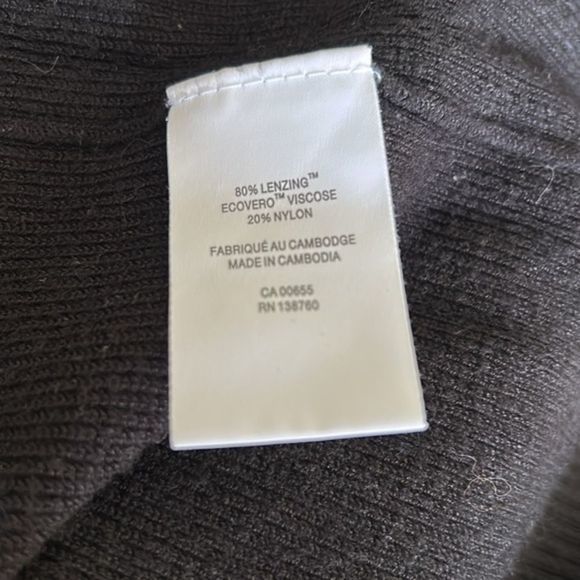 80% LENZING™
ECOVERO™ VISCOSE
20% NYLON
FABRIQUÉ AU CAMBODGE
MADE IN CAMBODIA
CA 00655
RN 138760